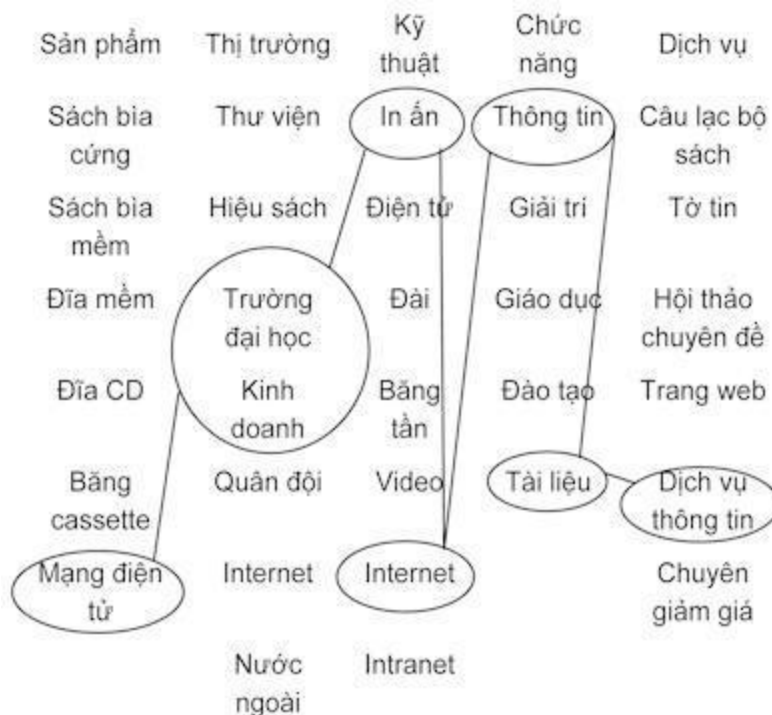 Sản phẩm Thị trường Kỹ thuật Chức năng Dịch vụ
Sách bìa cứng Thư viện In ấn Thông tin Câu lạc bộ sách
Sách bìa mềm Hiệu sách Điện tử Giải trí Tờ tin
Đĩa mềm Trường đại học Đài Giáo dục Hội thảo chuyên đề
Đĩa CD Kinh doanh Băng tần Đào tạo Trang web
Băng cassette Quân đội Video Tài liệu Dịch vụ thông tin
Mạng điện tử Internet Internet Chuyên giảm giá
Nước ngoài Intranet